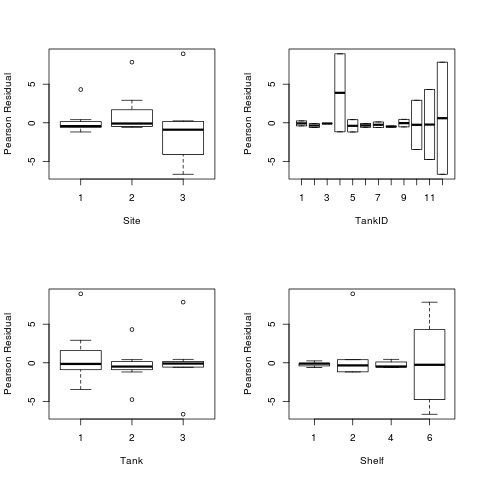 Pearson Residual
5
0
-5
1 2 3
Site
Pearson Residual
5
0
-5
1 3 5 7 9 11
TankID
Pearson Residual
5
0
-5
1 2 3
Tank
Pearson Residual
5
0
-5
1 2 4 6
Shelf